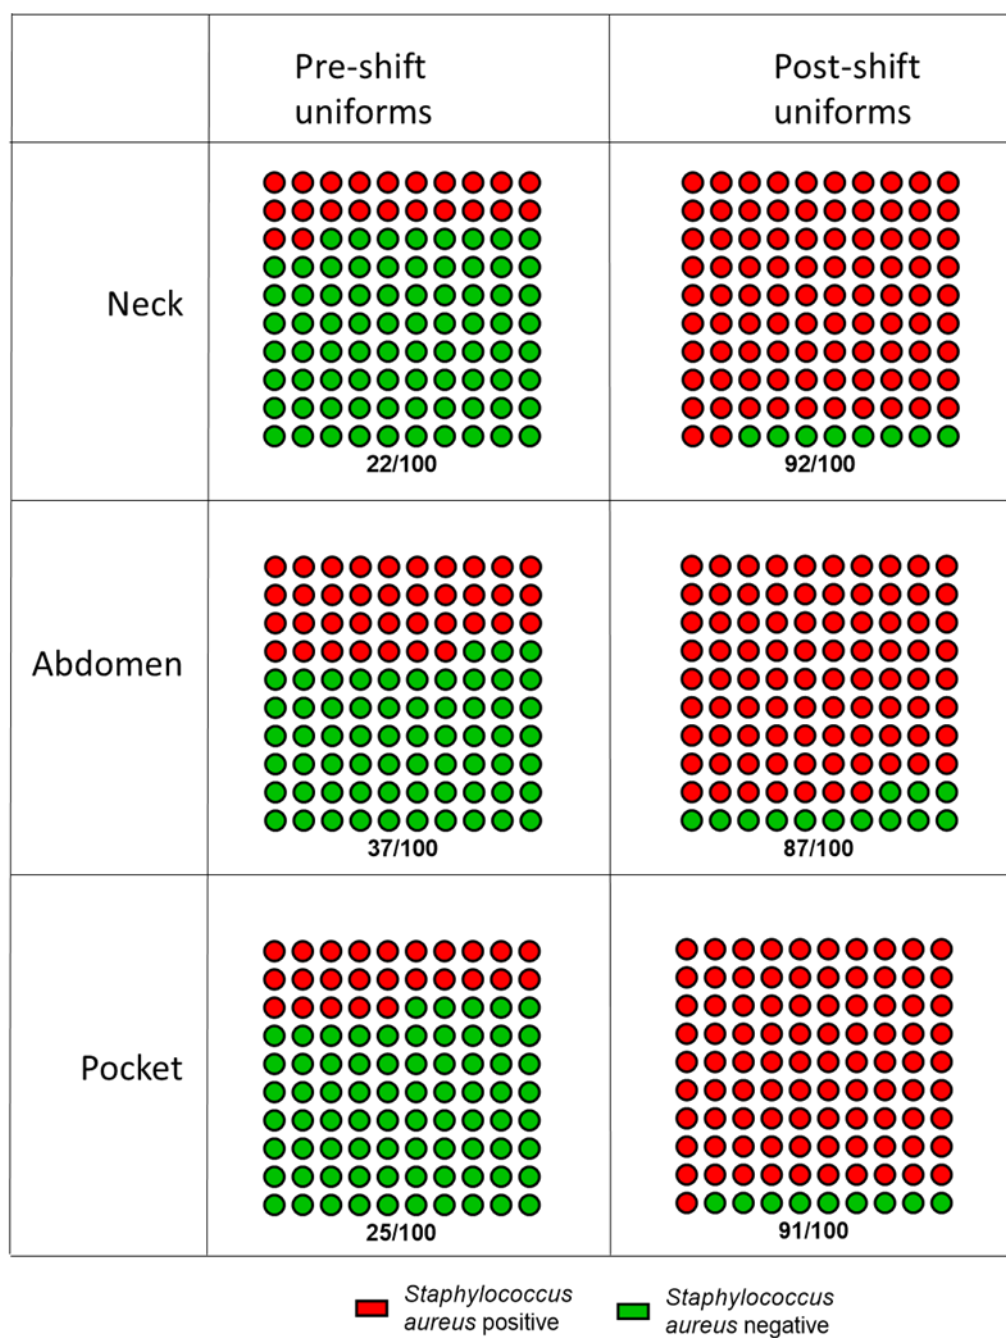 Pre-shift
uniforms
Post-shift
uniforms
Neck
22/100
92/100
Abdomen
37/100
87/100
Pocket
25/100
91/100
Staphylococcus
aureus positive
Staphylococcus
aureus negative